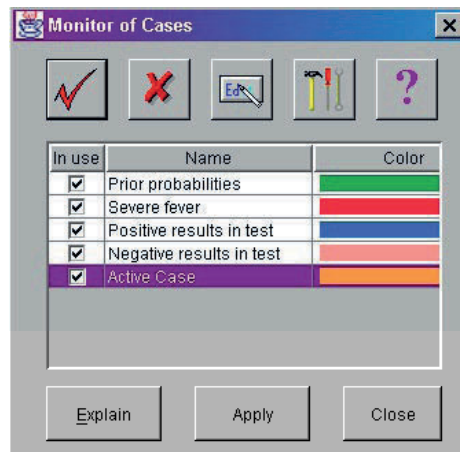 Monitor of Cases
Edit
?
In use Name Color
Prior probabilities
Severe fever
Positive results in test
Negative results in test
Active Case
Explain Apply Close